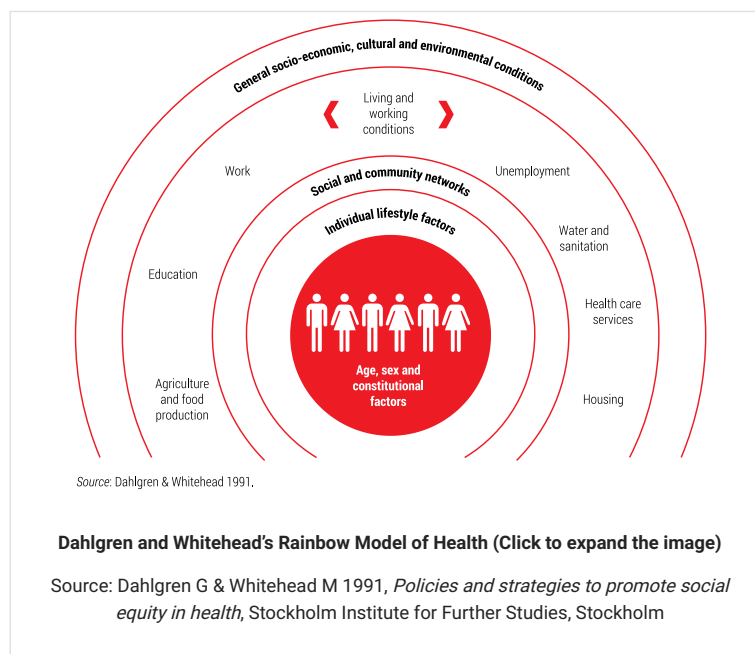 General socio-economic, cultural and environmental conditions
Living and
working
conditions
Work
Unemployment
Social and community networks
Individual lifestyle factors
Water and
sanitation
Education
Health care
services
Age, sex and
constitutional
factors
Agriculture
and food
production
Housing
Source: Dahlgren & Whitehead 1991.
Dahlgren and Whitehead's Rainbow Model of Health (Click to expand the image)
Source: Dahlgren G & Whitehead M 1991, Policies and strategies to promote social
equity in health, Stockholm Institute for Further Studies, Stockholm